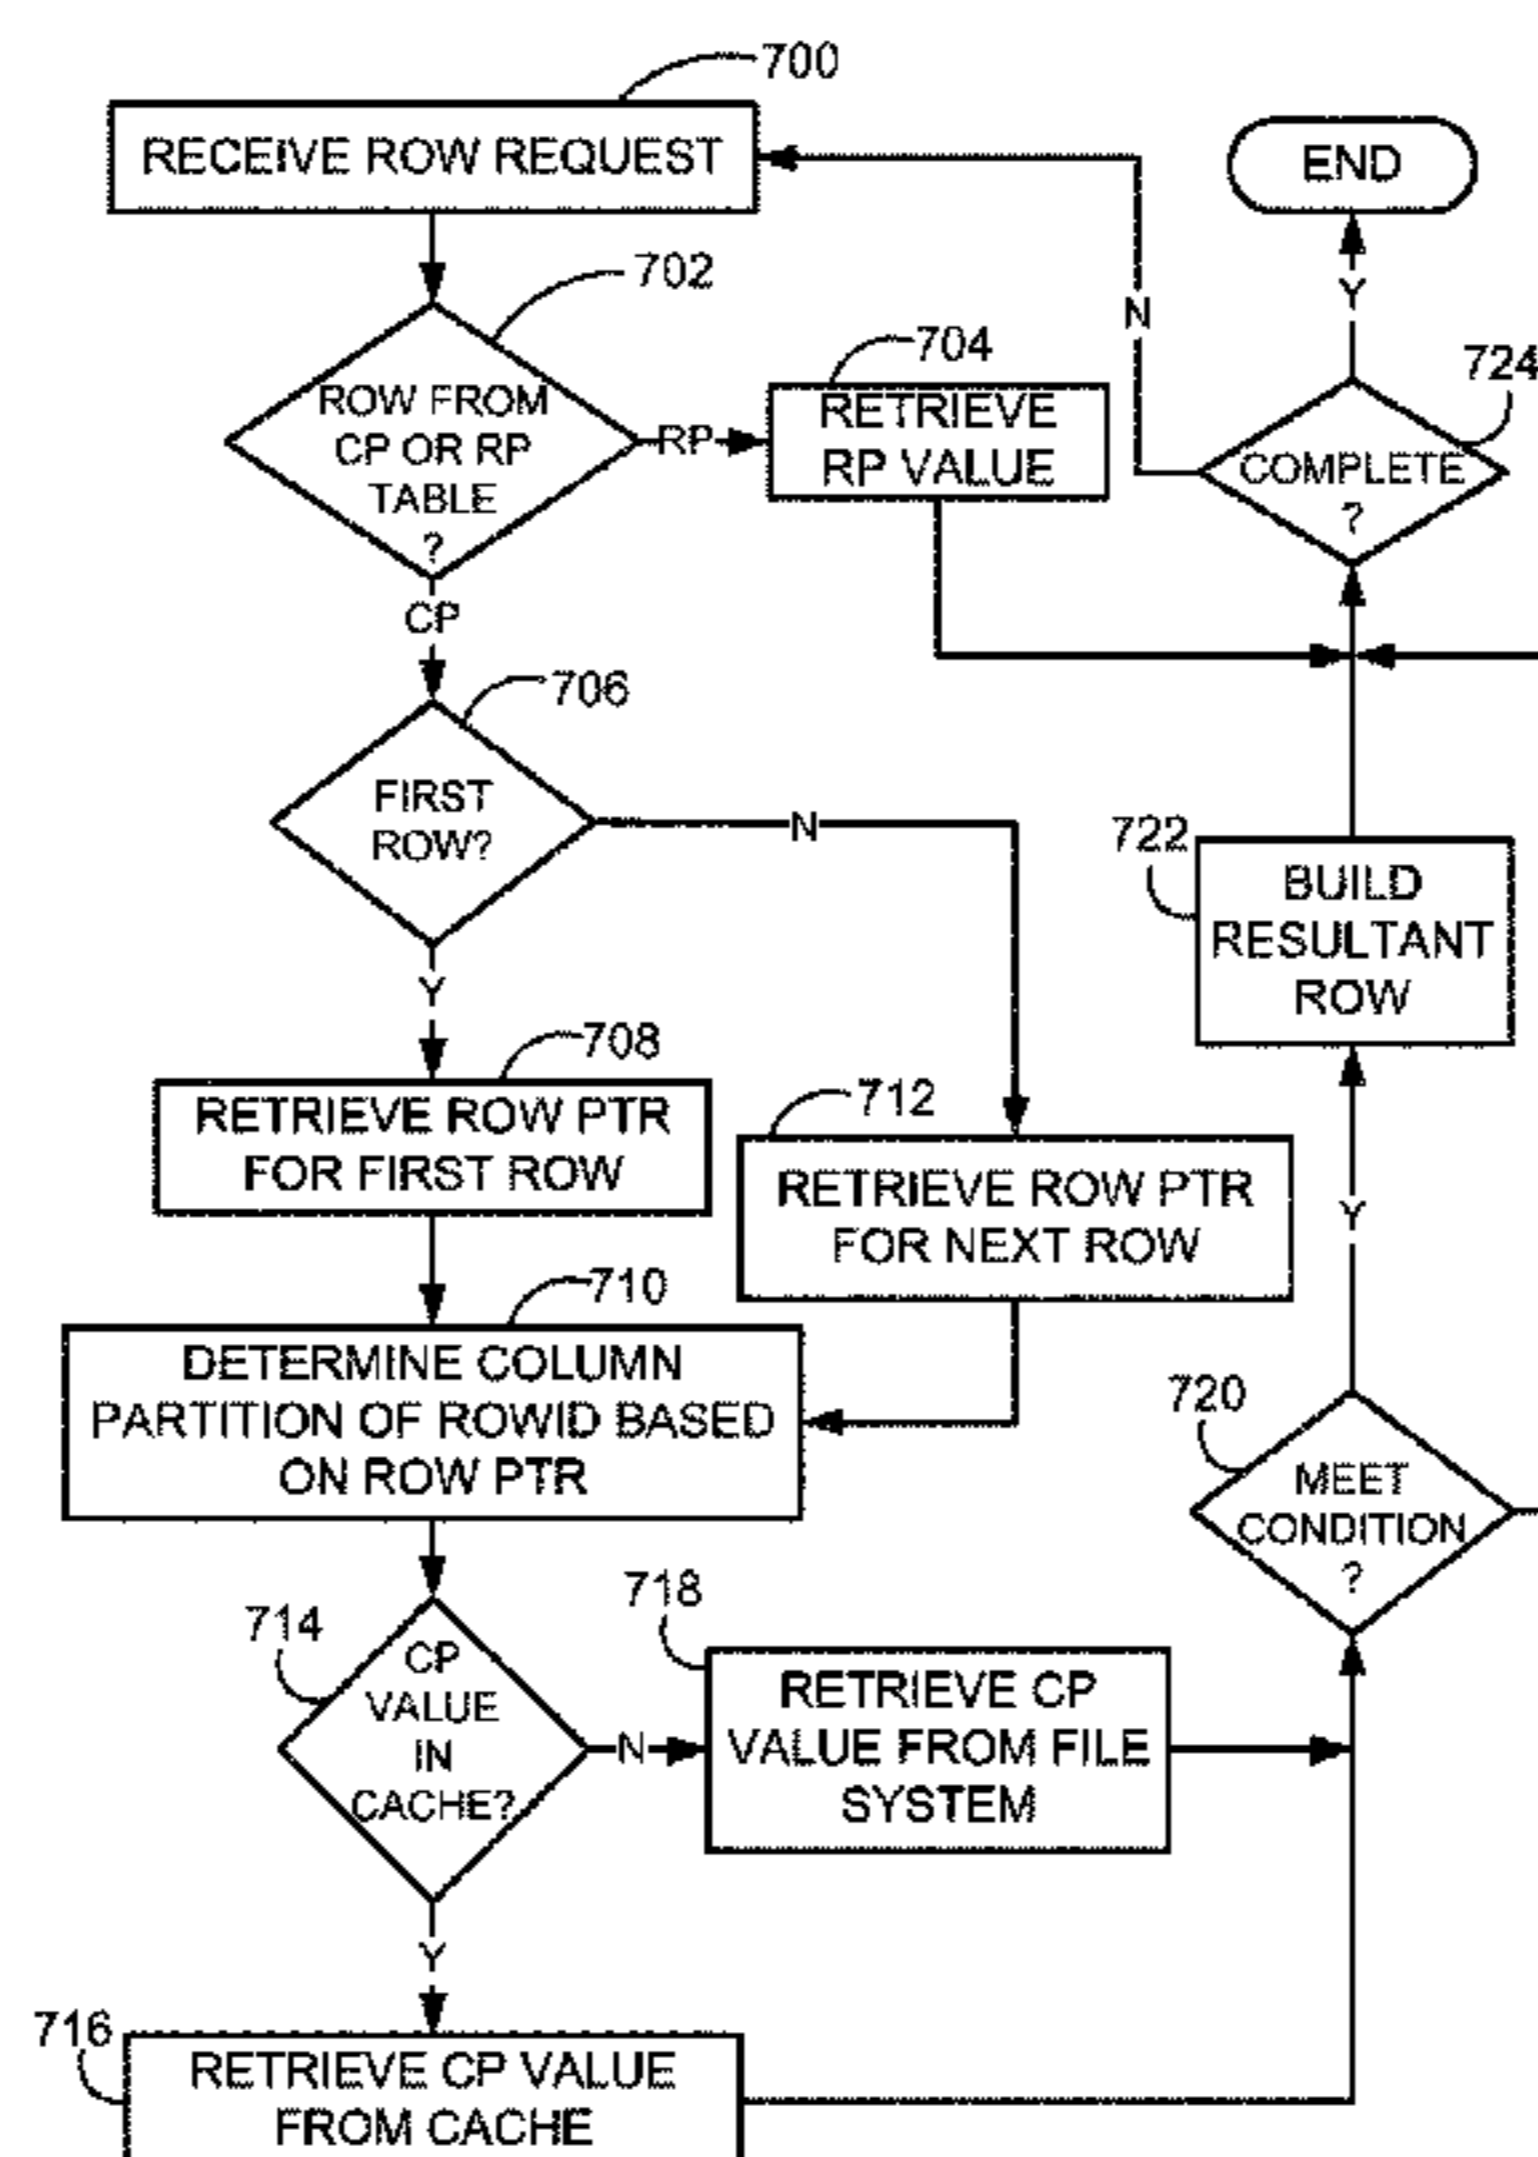 700
RECEIVE ROW REQUEST
END
702
Y
N
704
724
ROW FROM
CP OR RP
TABLE
?
RP
RETRIEVE
RP VALUE
COMPLETE
?
CP
706
FIRST
ROW?
N
722
BUILD
RESULTANT
ROW
Y
708
RETRIEVE ROW PTR
FOR FIRST ROW
712
RETRIEVE ROW PTR
FOR NEXT ROW
Y
710
DETERMINE COLUMN
PARTITION OF ROWID BASED
ON ROW PTR
720
MEET
CONDITION
?
714
CP
VALUE
IN
CACHE?
N
718
RETRIEVE CP
VALUE FROM FILE
SYSTEM
Y
716
RETRIEVE CP VALUE
FROM CACHE